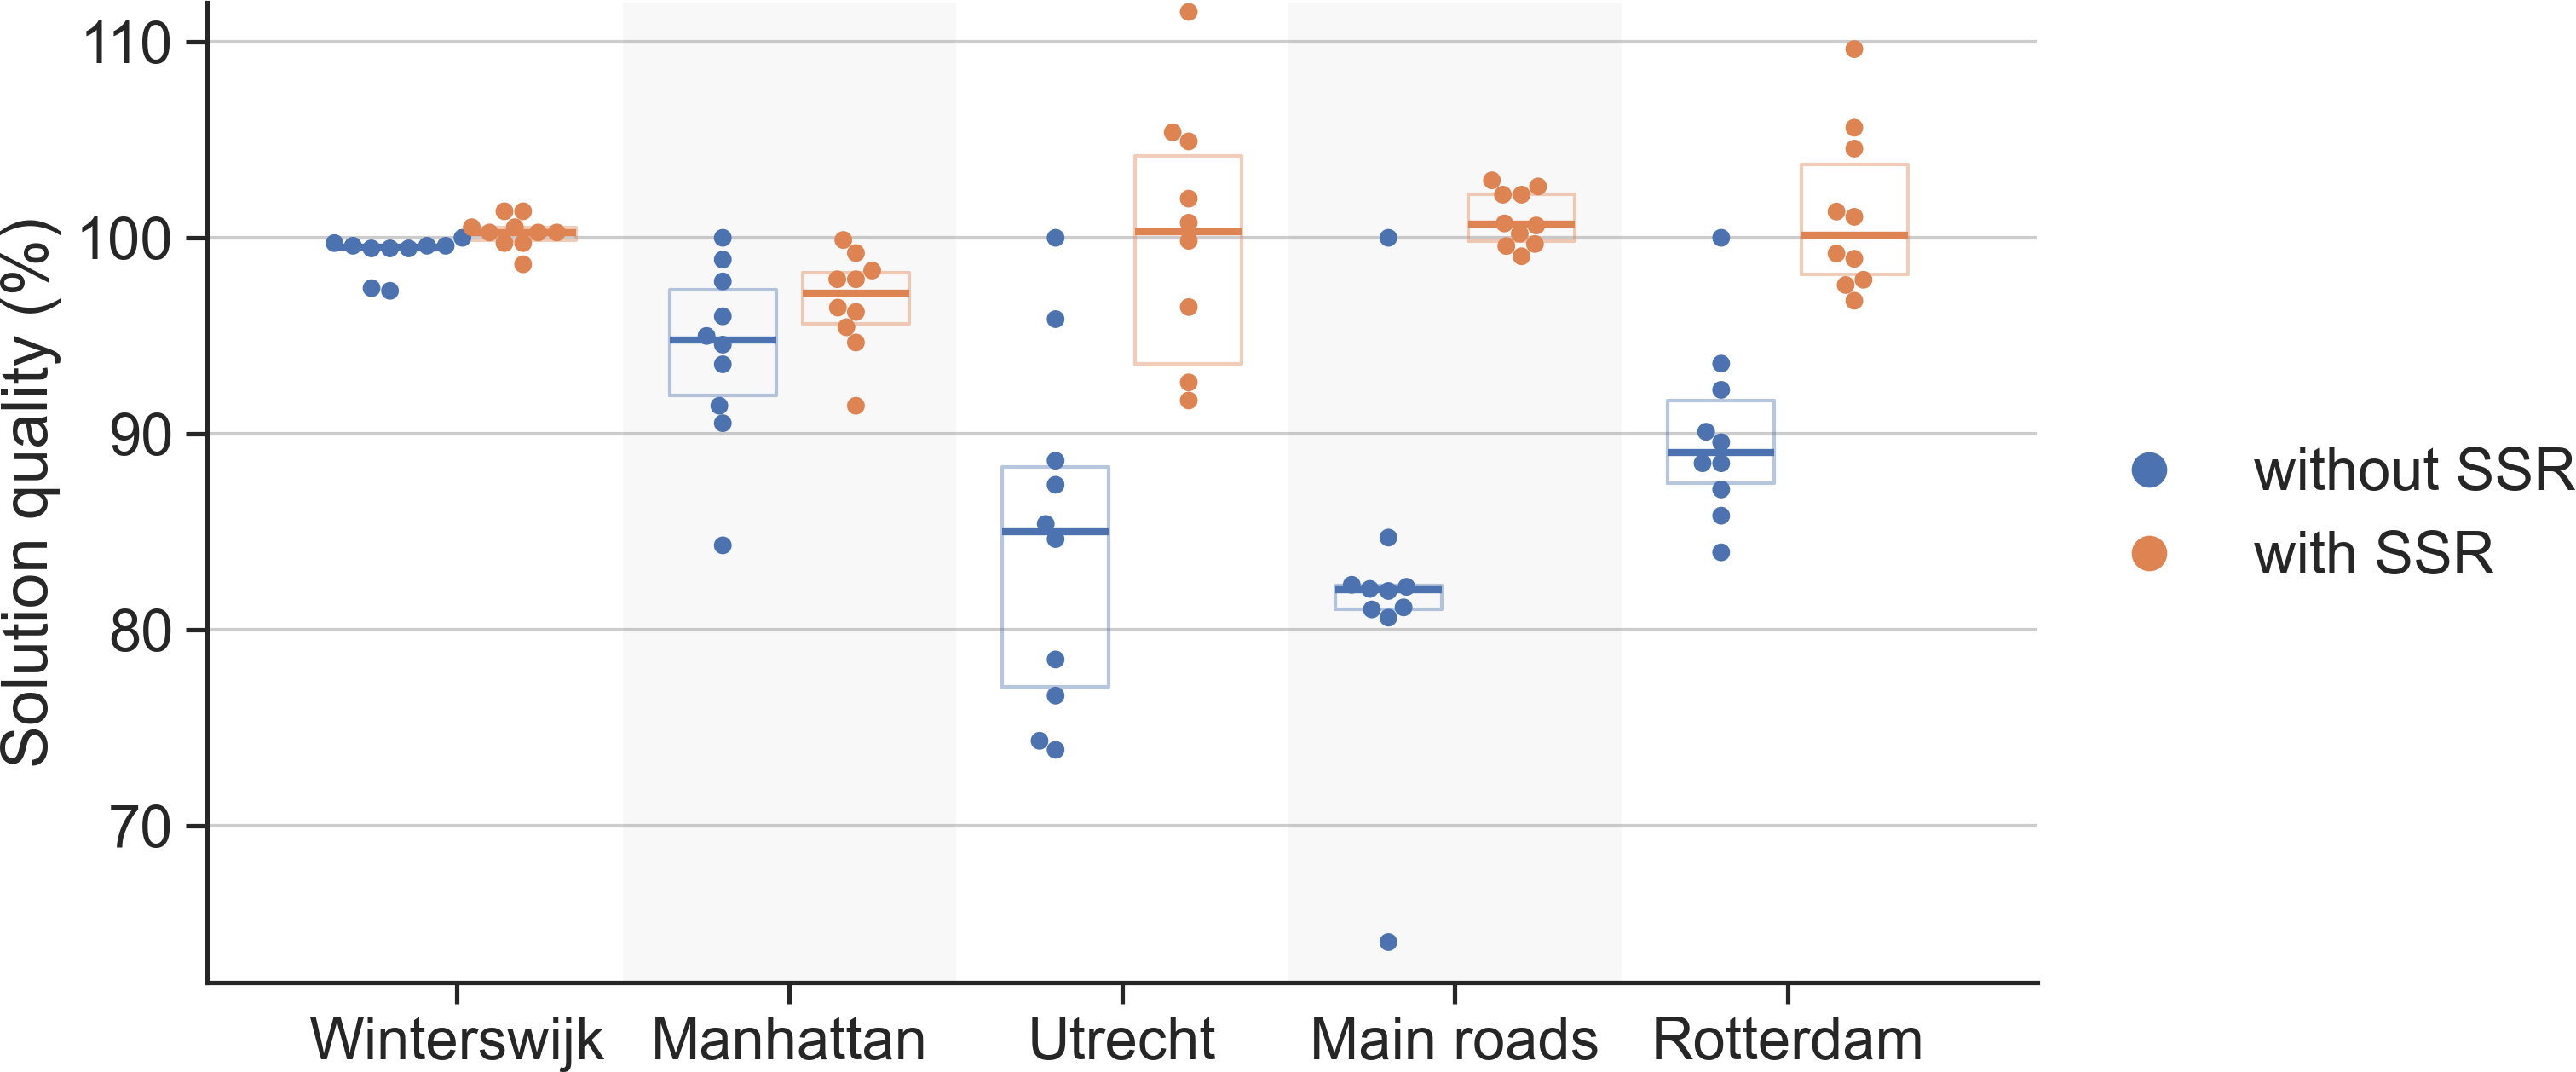 Solution quality (%)
110
100
90
80
70
Winterswijk
Manhattan
Utrecht
Main roads
Rotterdam
without SSR
with SSR